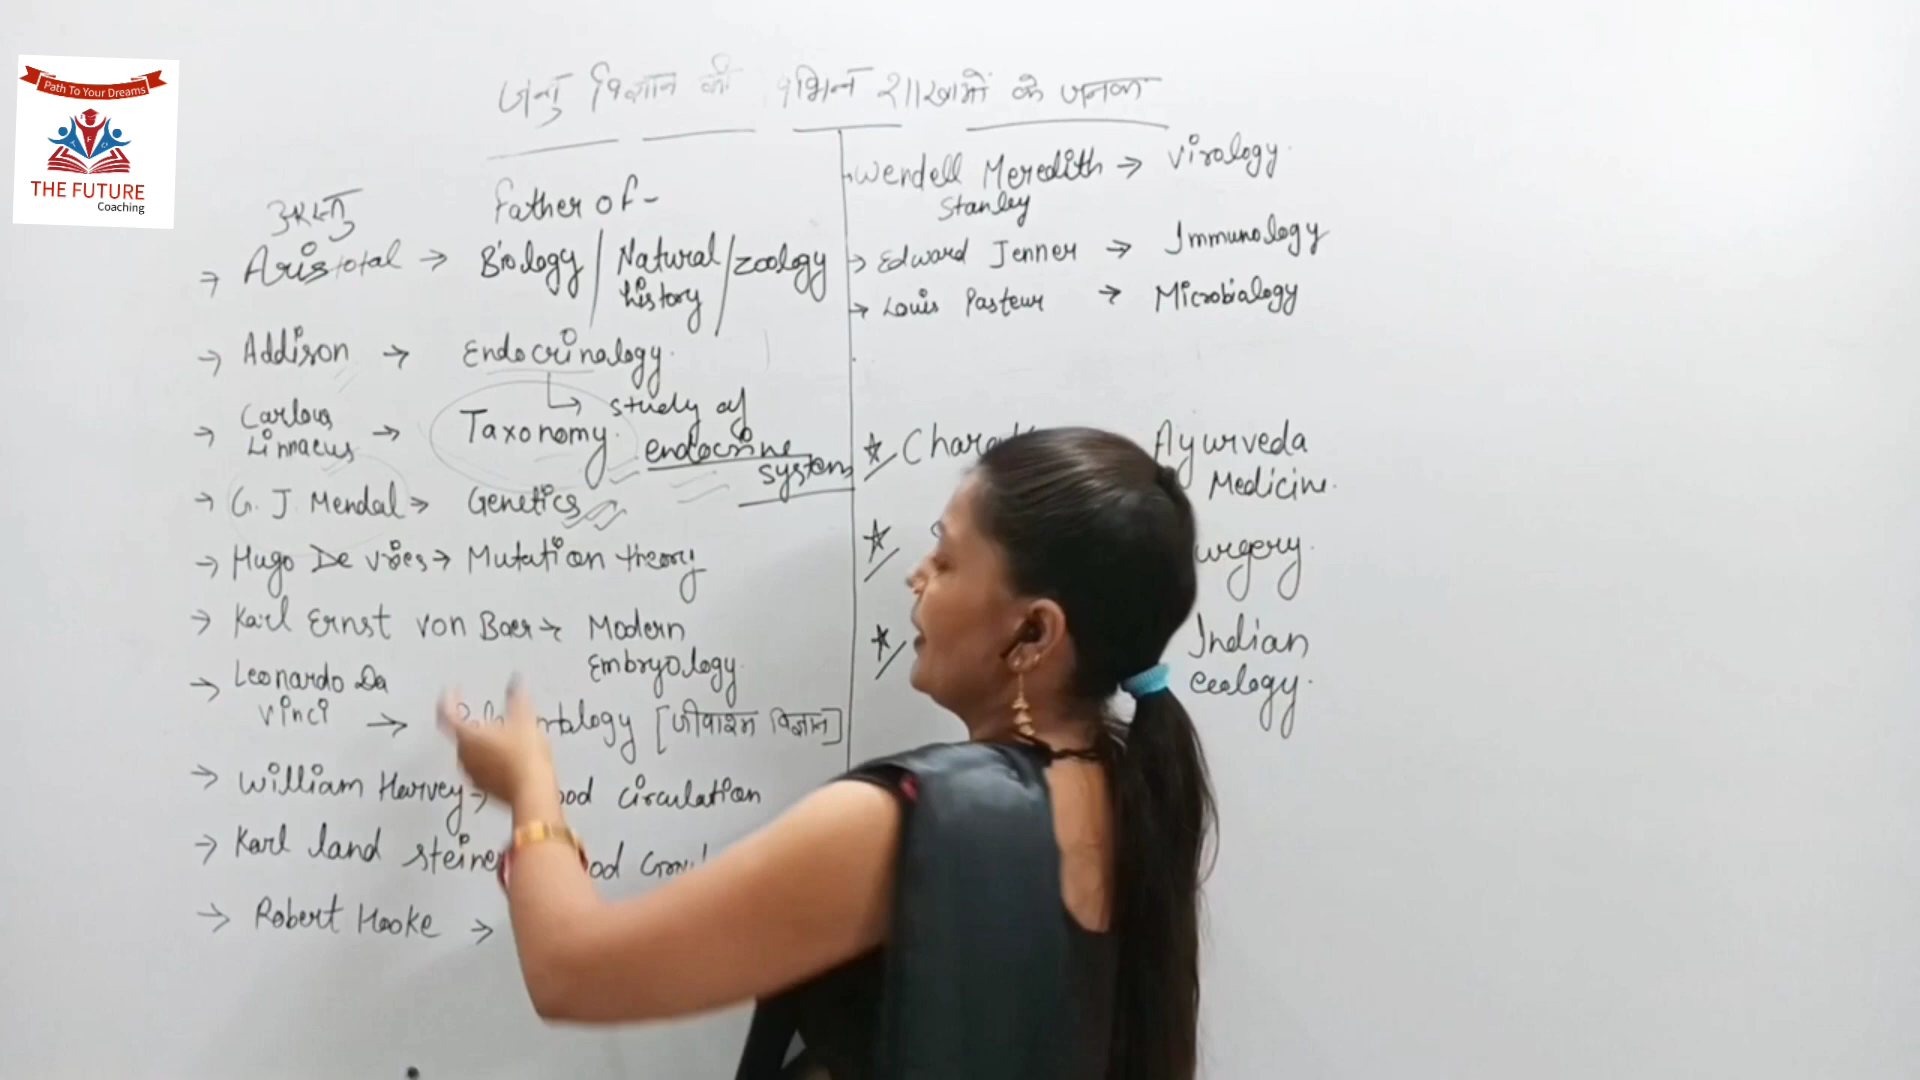 Path To Your Dreams
THE FUTURE
Coaching
जन्तु विज्ञान की विभिन्न शाखाओं के जनक
अरस्तु
Father of -
Aristotal → Biology / Natural history / zoology
→ Addison → Endocrinology
↳ study of endocrine system
→ Carlous Linnaeus → Taxonomy
→ G. J. Mendal → Genetics
→ Hugo De vries → Mutation theory
→ Karl Ernst von Baer → Modern Embryology
→ Leonardo Da vinci → [जीवाश्म विज्ञान]
→ William Harvey → circulation
→ Karl land steiner
→ Robert Hooke →
→ Wendell Meredith Stanley → Virology
→ Edward Jenner → Immunology
→ Louis Pasteur → Microbialogy
Ayurveda
Medicine
Indian